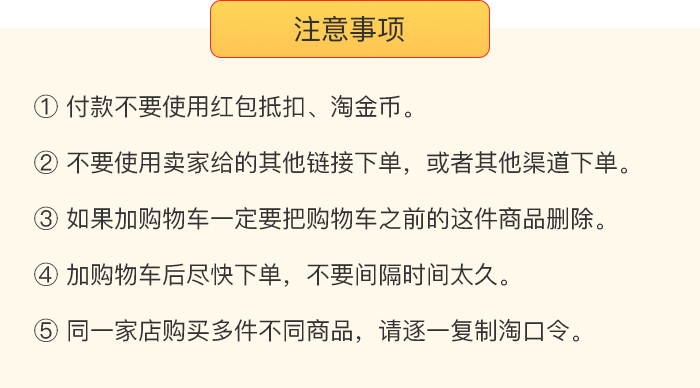 注意事项
① 付款不要使用红包抵扣、淘金币。
② 不要使用卖家给的其他链接下单，或者其他渠道下单。
③ 如果加购物车一定要把购物车之前的这件商品删除。
④ 加购物车后尽快下单，不要间隔时间太久。
⑤ 同一家店购买多件不同商品，请逐一复制淘口令。